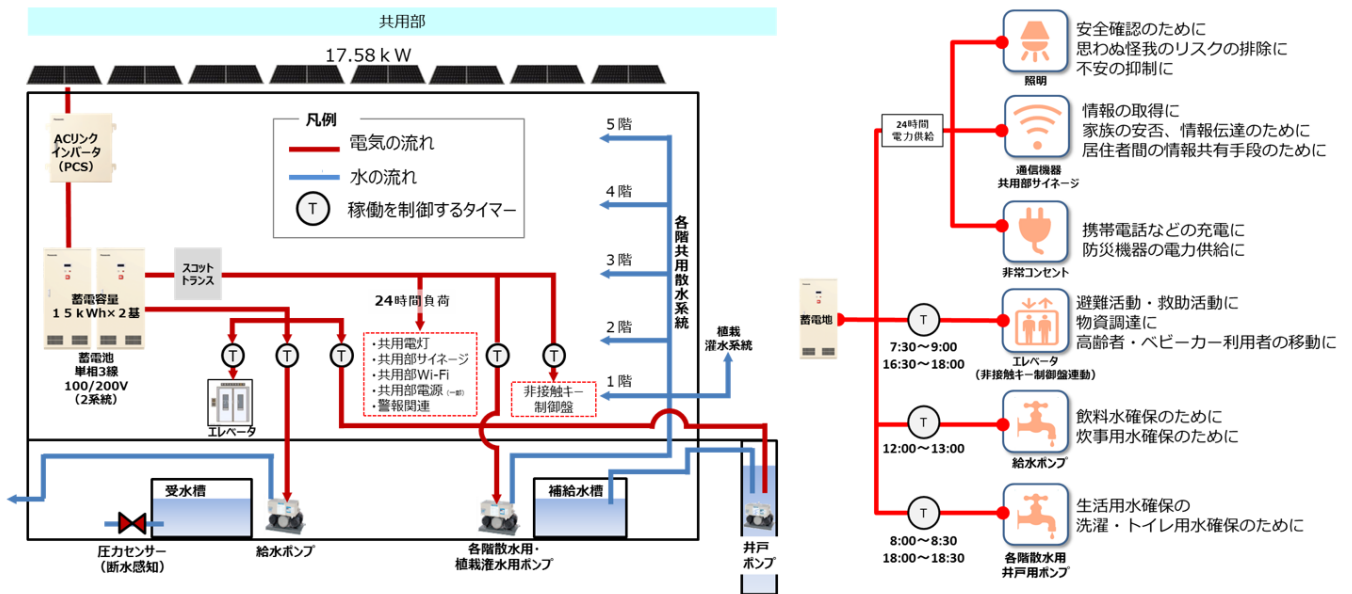 共用部
17.58ｋW
ACリンク
インバータ
(PCS)
凡例
電気の流れ
水の流れ
T
稼働を制御するタイマー
5階
4階
3階
2階
1階
各階共用散水系統
植栽
灌水系統
スコット
トランス
蓄電容量
１５ｋWh×２基
蓄電池
単相3線
100/200V
（2系統）
24時間負荷
・共用電灯
・共用部サイネージ
・共用部Wi-Fi
・共用部電源（一部）
・警報関連
T
T
T
T
T
エレベータ
非接触キー
制御盤
受水槽
補給水槽
圧力センサー
（断水感知）
給水ポンプ
各階散水用・
植栽灌水用ポンプ
井戸
ポンプ
蓄電地
24時間
電力供給
照明
安全確認のために
思わぬ怪我のリスクの排除に
不安の抑制に
通信機器
共用部サイネージ
情報の取得に
家族の安否、情報伝達のために
居住者間の情報共有手段のために
非常コンセント
携帯電話などの充電に
防災機器の電力供給に
T
7:30～9:00
16:30～18:00
エレベータ
（非接触キー制御盤連動）
避難活動・救助活動に
物資調達に
高齢者・ベビーカー利用者の移動に
T
12:00～13:00
給水ポンプ
飲料水確保のために
炊事用水確保のために
T
8:00～8:30
18:00～18:30
各階散水用
井戸用ポンプ
生活用水確保の
洗濯・トイレ用水確保のために